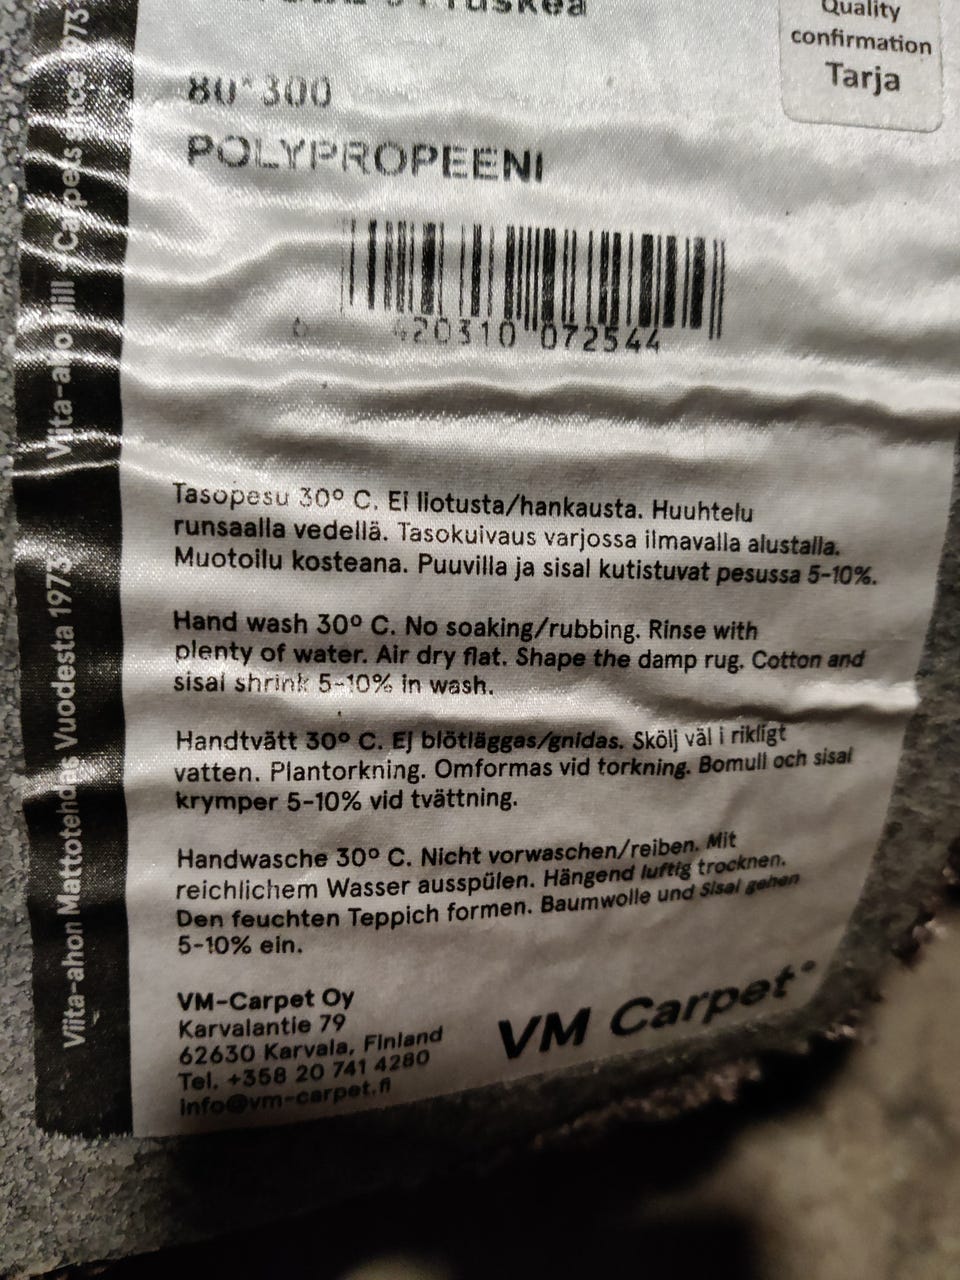 ruskea
Quality
confirmation
Tarja
80*300
POLYPROPEENI
6 420310 072544
Tasopesu 30º C. Ei liotusta/hankausta. Huuhtelu
runsaalla vedellä. Tasokuivaus varjossa ilmavalla alustalla.
Muotoilu kosteana. Puuvilla ja sisal kutistuvat pesussa 5-10%.
Hand wash 30º C. No soaking/rubbing. Rinse with
plenty of water. Air dry flat. Shape the damp rug. Cotton and
sisal shrink 5-10% in wash.
Handtvätt 30º C. Ej blötläggas/gnidas. Skölj väl i rikligt
vatten. Plantorkning. Omformas vid torkning. Bomull och sisal
krymper 5-10% vid tvättning.
Handwasche 30º C. Nicht vorwaschen/reiben. Mit
reichlichem Wasser ausspülen. Hängend luftig trocknen.
Den feuchten Teppich formen. Baumwolle und Sisal gehen
5-10% ein.
VM-Carpet Oy
Karvalantie 79
62630 Karvala, Finland
Tel. +358 20 741 4280
info@vm-carpet.fi
VM Carpet®
Viita-ahon Mattotehdas Vuodesta 1973
Viita-aho Mill - Carpets since 1973